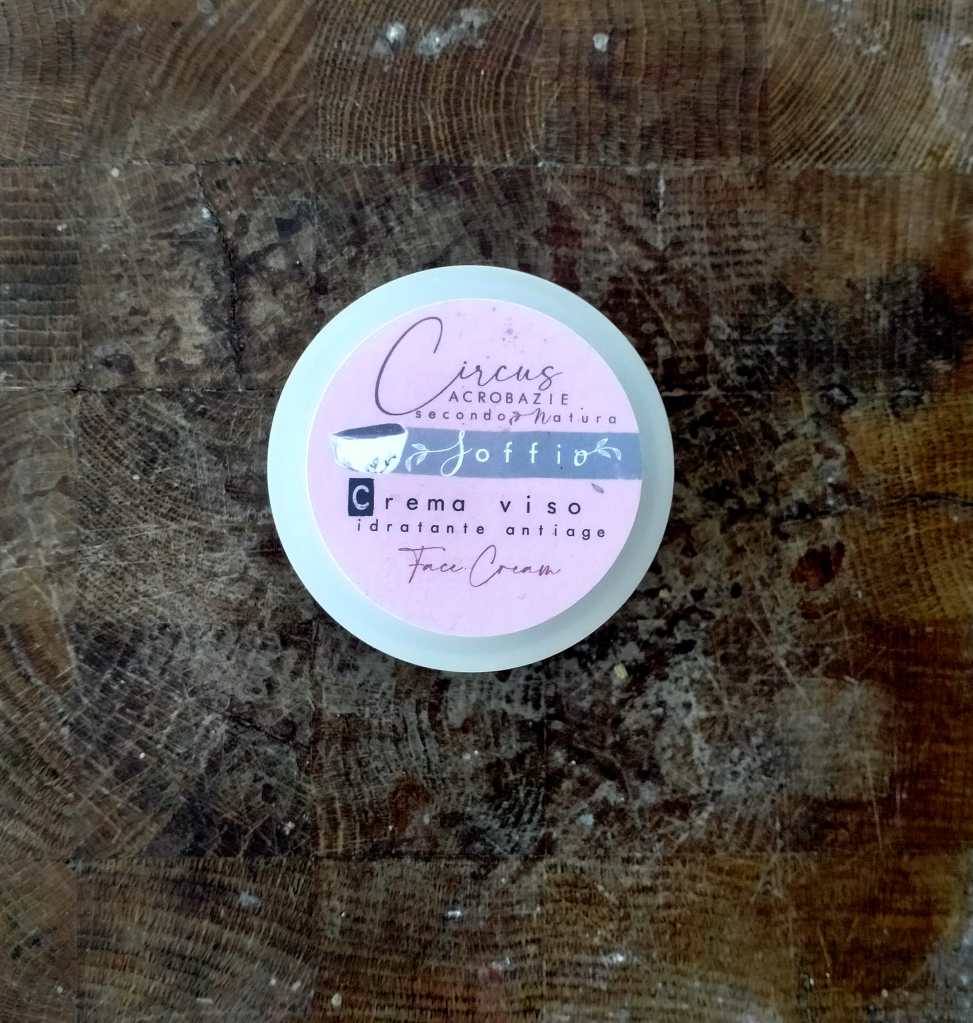 Circus
ACROBAZIE
secondo Natura
Soffio
Crema viso
idratante antiage
Face Cream